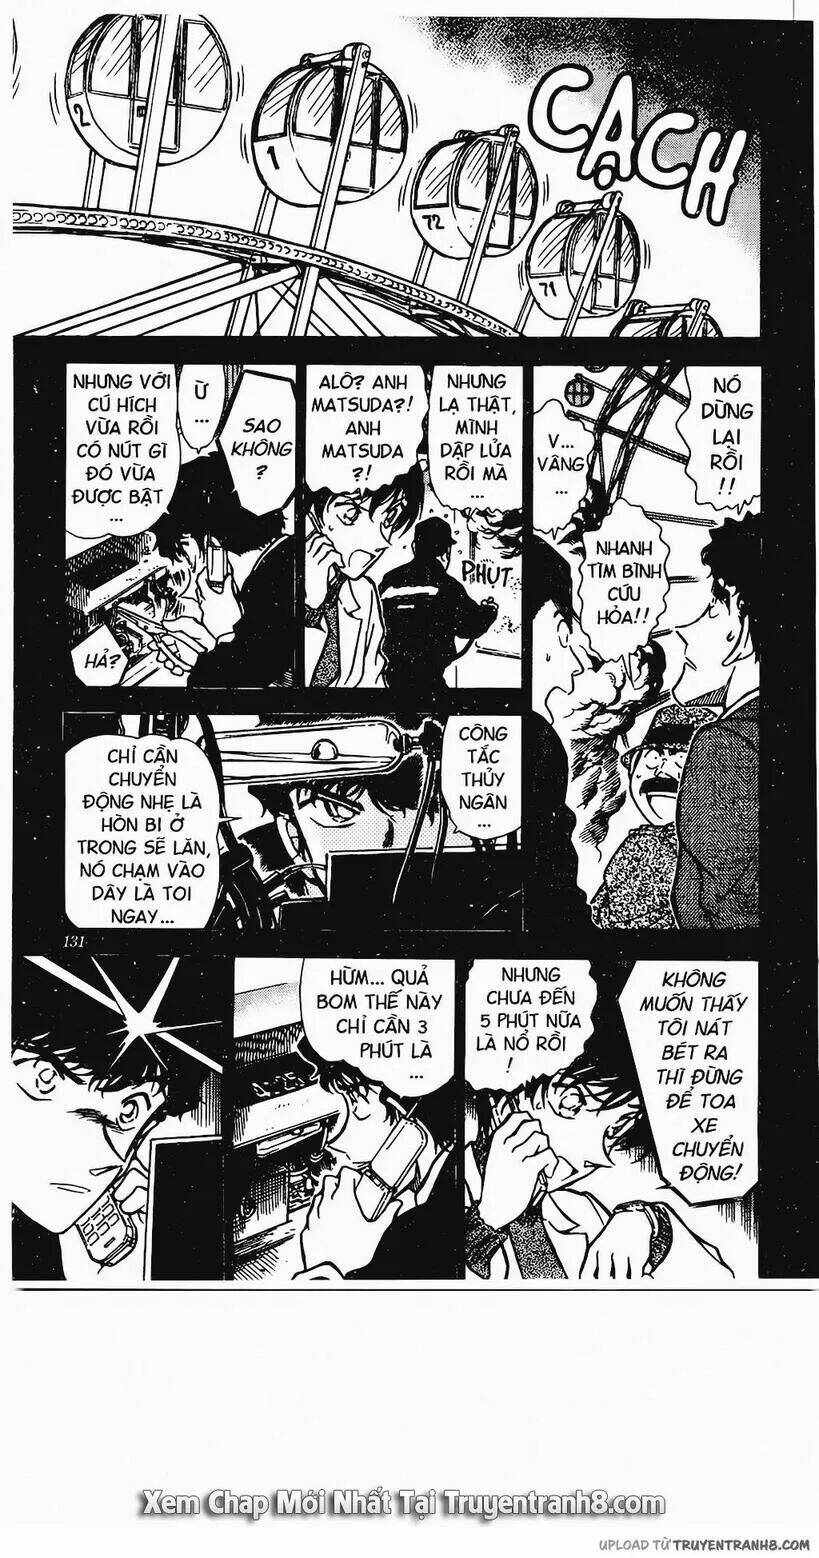 2
1
72
71
CẠCH
NÓ
DỪNG
LẠI
RỒI
!!
V...
VÂNG
...
NHANH
TÌM BÌNH
CỨU
HỎA!!
NHƯNG
LẠ THẬT,
MÌNH
DẬP LỬA
RỒI MÀ
...
PHỤT
ALÔ? ANH
MATSUDA?!
ANH
MATSUDA
?!
SAO
KHÔNG
?
Ừ
...
NHƯNG VỚI
CÚ HÍCH
VỪA RỒI
CÓ NÚT GÌ
ĐÓ VỪA
ĐƯỢC BẬT
...
HẢ?
CÔNG
TẮC
THỦY
NGÂN
...
CHỈ CẦN
CHUYỂN
ĐỘNG NHẸ LÀ
HÒN BI Ở
TRONG SẼ LĂN,
NÓ CHẠM VÀO
DÂY LÀ TOI
NGAY...
131
KHÔNG
MUỐN THẤY
TÔI NÁT
BÉT RA
THÌ ĐỪNG
ĐỂ TOA
XE
CHUYỂN
ĐỘNG!
NHƯNG
CHƯA ĐẾN
5 PHÚT NỮA
LÀ NỔ RỒI
!
HỪM... QUẢ
BOM THẾ NÀY
CHỈ CẦN 3
PHÚT LÀ
...
Xem Chap Mới Nhất Tại Truyentranh8.com
UPLOAD TỪ TRUYENTRANH8.COM